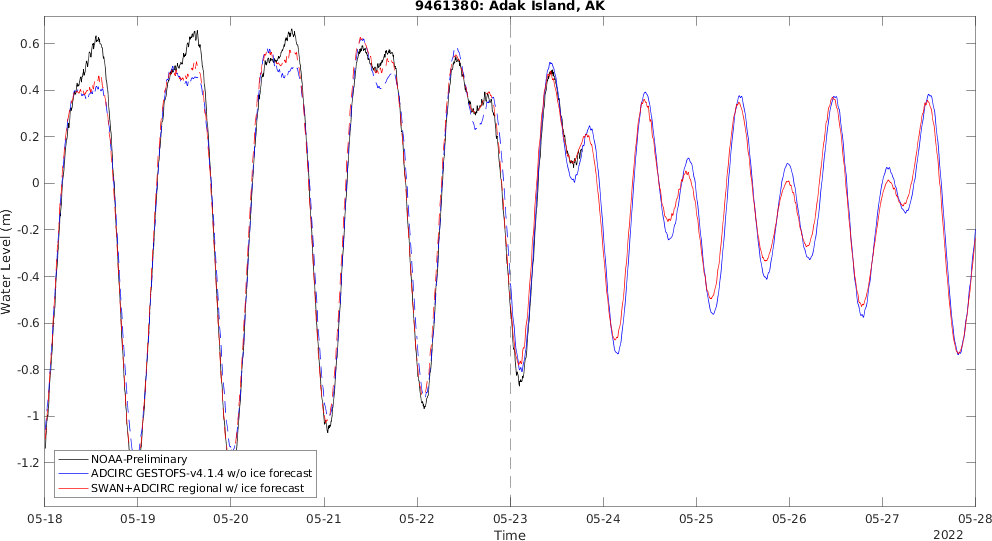 9461380: Adak Island, AK
Water Level (m)
0.6
0.4
0.2
0
-0.2
-0.4
-0.6
-0.8
-1
-1.2
NOAA-Preliminary
ADCIRC GESTOFS-v4.1.4 w/o ice forecast
SWAN+ADCIRC regional w/ ice forecast
05-18 05-19 05-20 05-21 05-22 05-23 05-24 05-25 05-26 05-27 05-28
Time
2022